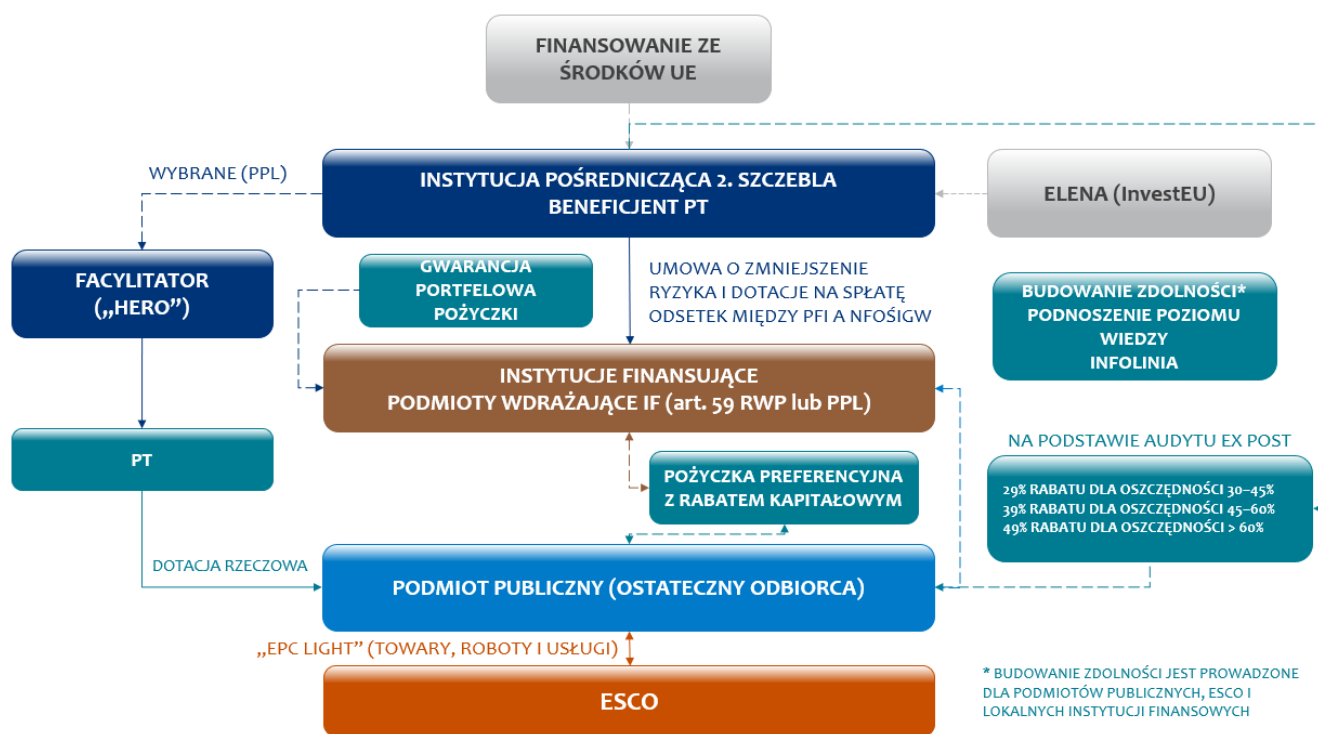 FINANSOWANIE ZE
ŚRODKÓW UE
WYBRANE (PPL)
INSTYTUCJA POŚREDNICZĄCA 2. SZCZEBLA
BENEFICJENT PT
ELENA (InvestEU)
FACYLITATOR
(„HERO”)
GWARANCJA
PORTFELOWA
POŻYCZKI
UMOWA O ZMNIEJSZENIE
RYZYKA I DOTACJE NA SPŁATĘ
ODSETEK MIĘDZY PFI A NFOŚIGW
BUDOWANIE ZDOLNOŚCI*
PODNOSZENIE POZIOMU
WIEDZY
INFOLINIA
INSTYTUCJE FINANSUJĄCE
PODMIOTY WDRAŻAJĄCE IF (art. 59 RWP lub PPL)
PT
NA PODSTAWIE AUDYTU EX POST
POŻYCZKA PREFERENCYJNA
Z RABATEM KAPITAŁOWYM
29% RABATU DLA OSZCZĘDNOŚCI 30–45%
39% RABATU DLA OSZCZĘDNOŚCI 45–60%
49% RABATU DLA OSZCZĘDNOŚCI > 60%
DOTACJA RZECZOWA
PODMIOT PUBLICZNY (OSTATECZNY ODBIORCA)
„EPC LIGHT” (TOWARY, ROBOTY I USŁUGI)
ESCO
* BUDOWANIE ZDOLNOŚCI JEST PROWADZONE
DLA PODMIOTÓW PUBLICZNYCH, ESCO I
LOKALNYCH INSTYTUCJI FINANSOWYCH